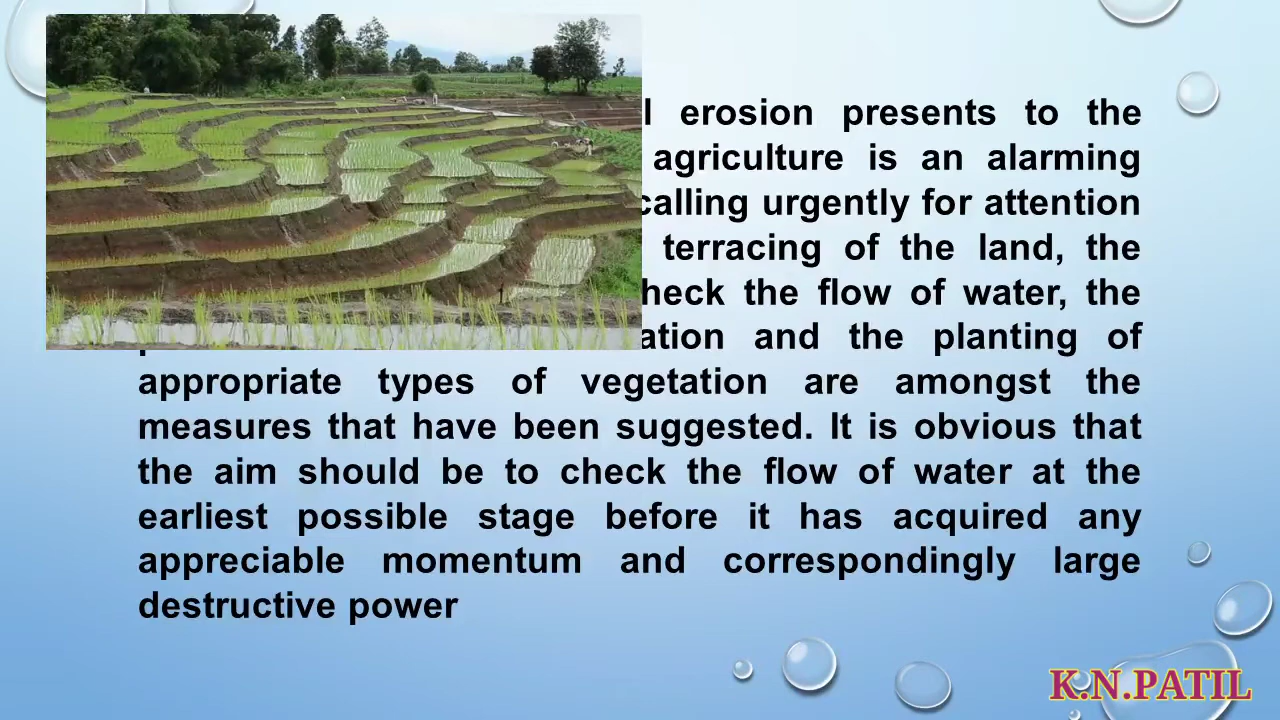 erosion presents to the
agriculture is an alarming
calling urgently for attention
terracing of the land, the
the flow of water, the
and the planting of
appropriate types of vegetation are amongst the
measures that have been suggested. It is obvious that
the aim should be to check the flow of water at the
earliest possible stage before it has acquired any
appreciable momentum and correspondingly large
destructive power
K.N.PATIL